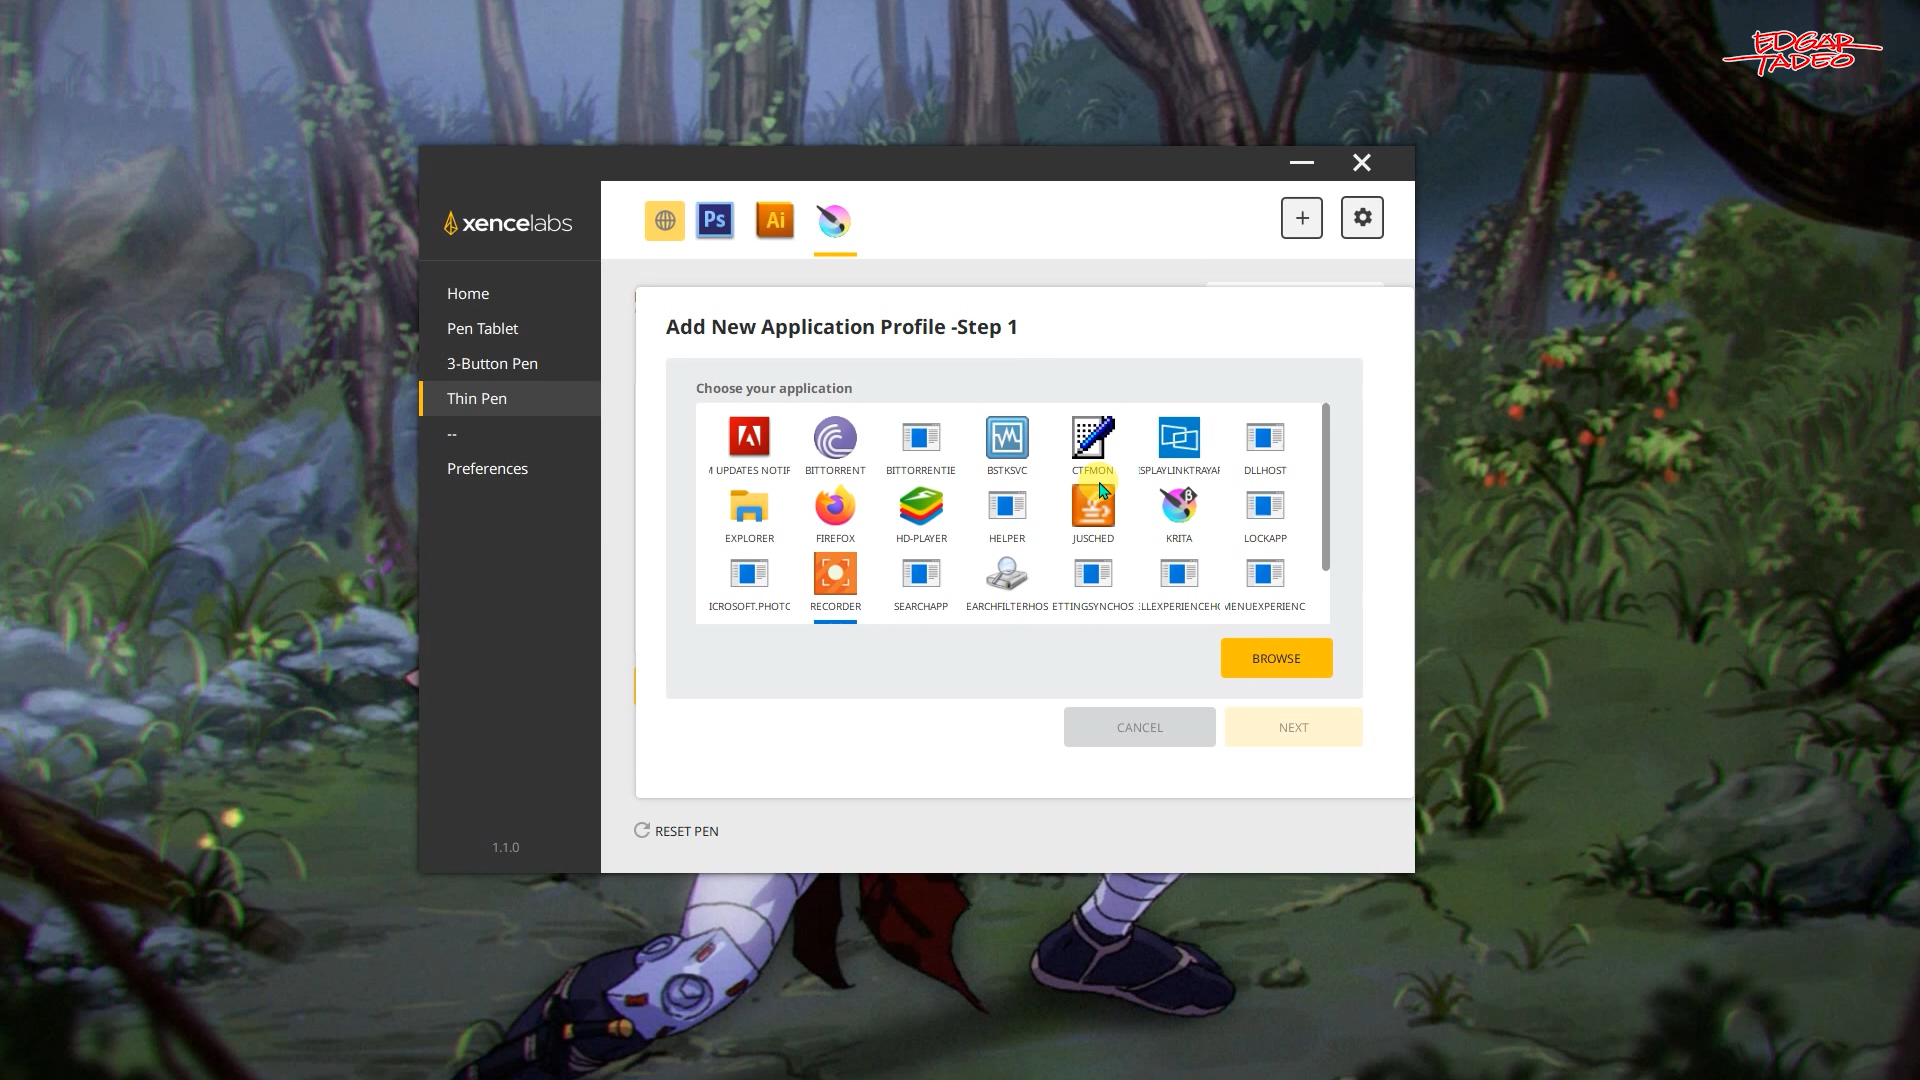 EDGAR
TADEO
xencelabs
Ps
Ai
Home
Pen Tablet
3-Button Pen
Thin Pen
--
Preferences
1.1.0
Add New Application Profile -Step 1
Choose your application
M UPDATES NOTIF
BITTORRENT
BITTORRENTIE
BSTKSVC
CTFMON
SPLAYLINKTRAYAP
DLLHOST
EXPLORER
FIREFOX
HD-PLAYER
HELPER
JUSCHED
KRITA
LOCKAPP
ICROSOFT.PHOTO
RECORDER
SEARCHAPP
EARCHFILTERHOS
ETTINGSYNCHOS
ELLEXPERIENCEHO
MENUEXPERIENC
BROWSE
CANCEL
NEXT
RESET PEN